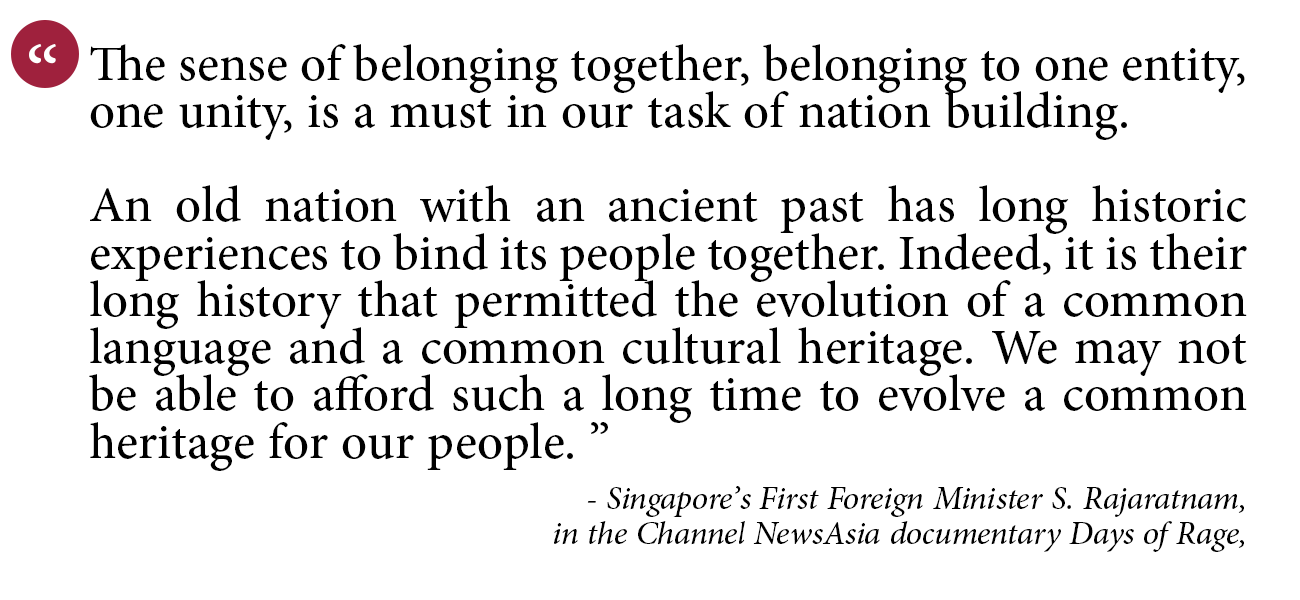 “ The sense of belonging together, belonging to one entity,
one unity, is a must in our task of nation building.
An old nation with an ancient past has long historic
experiences to bind its people together. Indeed, it is their
long history that permitted the evolution of a common
language and a common cultural heritage. We may not
be able to afford such a long time to evolve a common
heritage for our people. ”
- Singapore’s First Foreign Minister S. Rajaratnam,
in the Channel NewsAsia documentary Days of Rage,